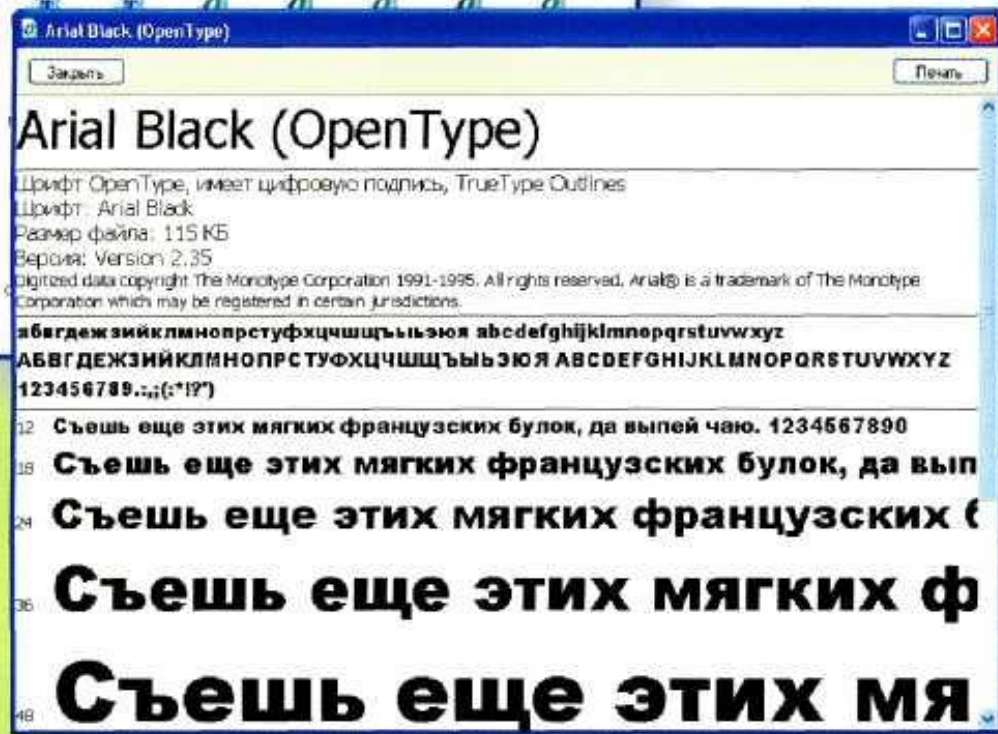 Arial Black (OpenType)
Закрыть
Печать
Arial Black (OpenType)
Шрифт OpenType, имеет цифровую подпись, TrueType Outlines
Шрифт: Arial Black
Размер файла: 115 КБ
Версия: Version 2.35
Digitized data copyright The Monotype Corporation 1991-1995. All rights reserved. Arial® is a trademark of The Monotype
Corporation which may be registered in certain jurisdictions.
абвгдежзийклмнопрстуфхцчшщъыьэюя abcdefghijklmnopqrstuvwxyz
АБВГДЕЖЗИЙКЛМНОПРСТУФХЦЧШЩЪЫЬЭЮЯ ABCDEFGHIJKLMNOPQRSTUVWXYZ
123456789.:,;(:*!?")
12 Съешь еще этих мягких французских булок, да выпей чаю. 1234567890
18 Съешь еще этих мягких французских булок, да вып
24 Съешь еще этих мягких французских
36 Съешь еще этих мягких ф
48 Съешь еще этих мя